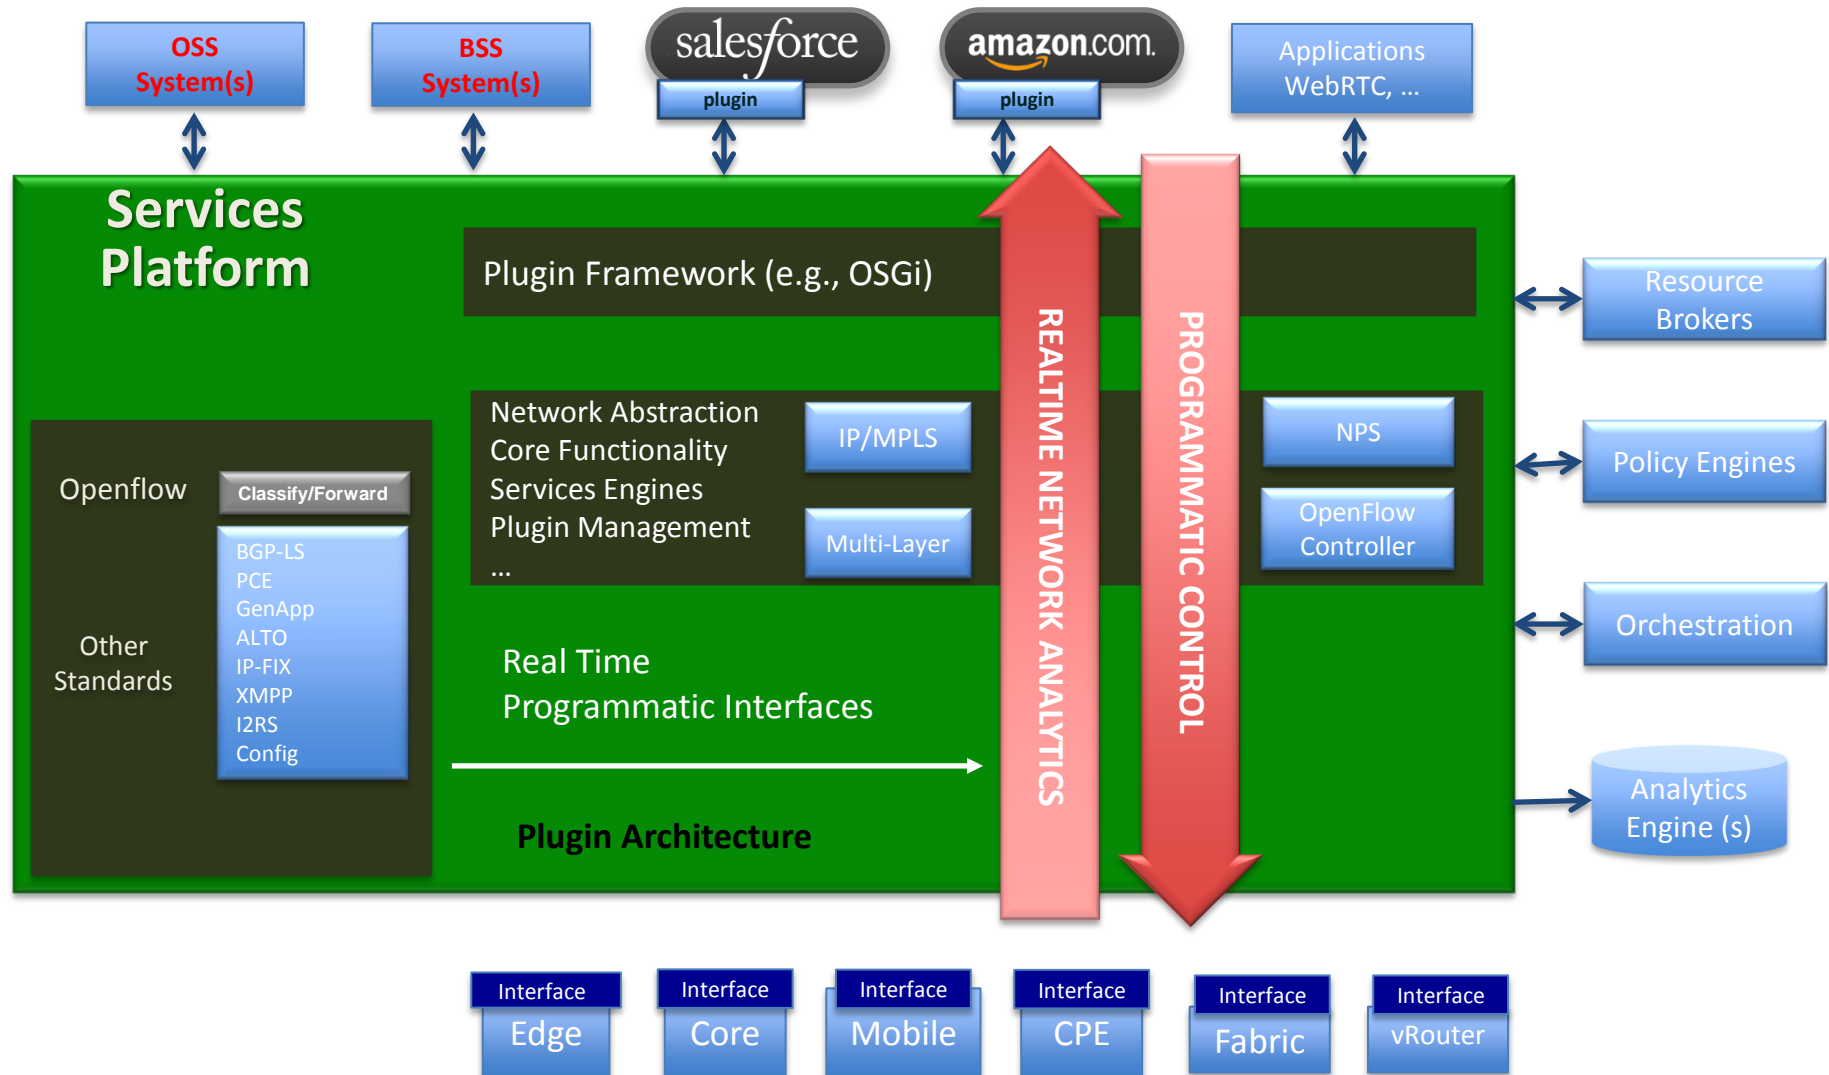 OSS
System(s)
BSS
System(s)
salesforce
plugin
amazon.com.
plugin
Applications
WebRTC, ...
Services
Platform
Plugin Framework (e.g., OSGi)
Resource
Brokers
Network Abstraction
Core Functionality
Services Engines
Plugin Management
...
IP/MPLS
Multi-Layer
NPS
OpenFlow
Controller
Policy Engines
Openflow
Classify/Forward
Other
Standards
BGP-LS
PCE
GenApp
ALTO
IP-FIX
XMPP
I2RS
Config
Real Time
Programmatic Interfaces
Plugin Architecture
REALTIME NETWORK ANALYTICS
PROGRAMMATIC CONTROL
Orchestration
Analytics
Engine (s)
Interface
Edge
Interface
Core
Interface
Mobile
Interface
CPE
Interface
Fabric
Interface
vRouter